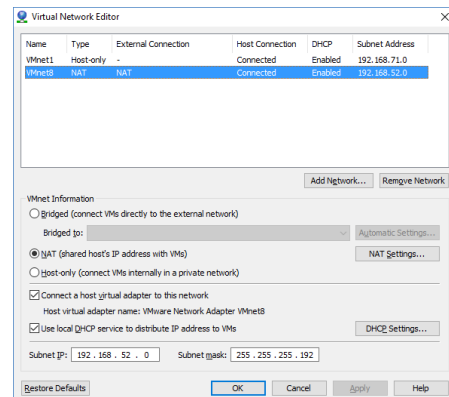 Virtual Network Editor
Name Type External Connection Host Connection DHCP Subnet Address
VMnet1 Host-only - Connected Enabled 192.168.71.0
VMnet8 NAT NAT Connected Enabled 192.168.52.0
Add Network... Remove Network
VMnet Information
Bridged (connect VMs directly to the external network)
Bridged to: Automatic Settings...
NAT (shared host's IP address with VMs) NAT Settings...
Host-only (connect VMs internally in a private network)
Connect a host virtual adapter to this network
Host virtual adapter name: VMware Network Adapter VMnet8
Use local DHCP service to distribute IP address to VMs DHCP Settings...
Subnet IP: 192 . 168 . 52 . 0 Subnet mask: 255 . 255 . 255 . 192
Restore Defaults OK Cancel Apply Help